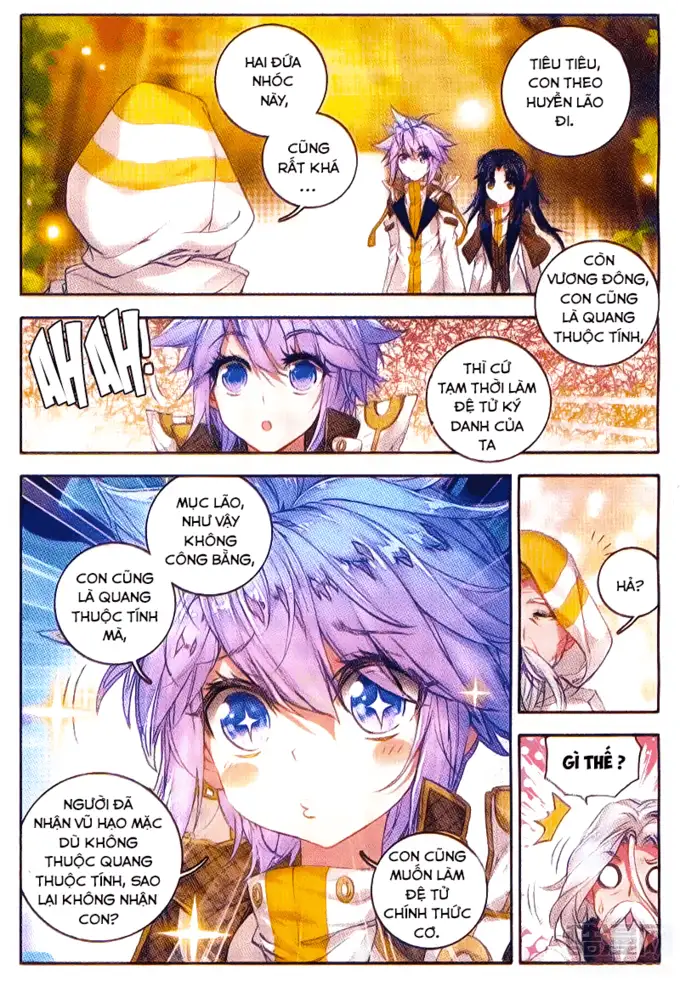 HAI ĐỨA
NHÓC
NÀY,
CŨNG
RẤT KHÁ
...
TIÊU TIÊU,
CON THEO
HUYỀN LÃO
ĐI.
CÒN
VƯƠNG ĐÔNG,
CON CŨNG
LÀ QUANG
THUỘC TÍNH,
AH AH!
THÌ CỨ
TẠM THỜI LÀM
ĐỆ TỬ KÝ
DANH CỦA
TA
MỤC LÃO,
NHƯ VẬY
KHÔNG
CÔNG BẰNG,
CON CŨNG
LÀ QUANG
THUỘC TÍNH
MÀ,
HẢ?
GÌ THẾ?
NGƯỜI ĐÃ
NHẬN VŨ HẠO MẶC
DÙ KHÔNG
THUỘC QUANG
THUỘC TÍNH, SAO
LẠI KHÔNG NHẬN
CON?
CON CŨNG
MUỐN LÀM
ĐỆ TỬ
CHÍNH THỨC
CƠ.